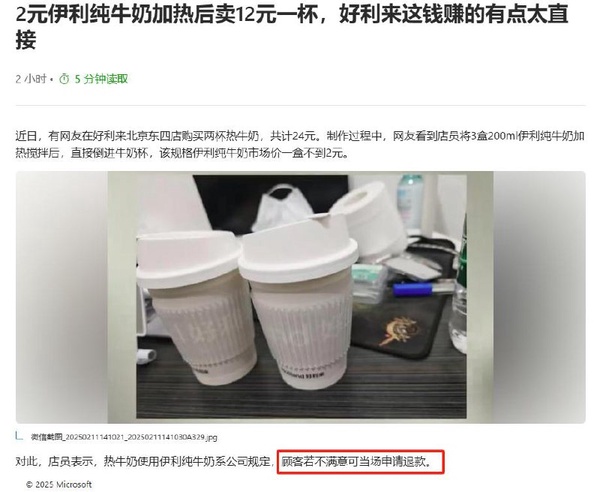 2元伊利纯牛奶加热后卖12元一杯，好利来这钱赚的有点太直
接
2 小时 • 5 分钟读取
近日，有网友在好利来北京东四店购买两杯热牛奶，共计24元。制作过程中，网友看到店员将3盒200ml伊利纯牛奶加
热搅拌后，直接倒进牛奶杯，该规格伊利纯牛奶市场价一盒不到2元。
微信截图_20250211141021_20250211141030A329.jpg
对此，店员表示，热牛奶使用伊利纯牛奶系公司规定，顾客若不满意可当场申请退款。
© 2025 Microsoft